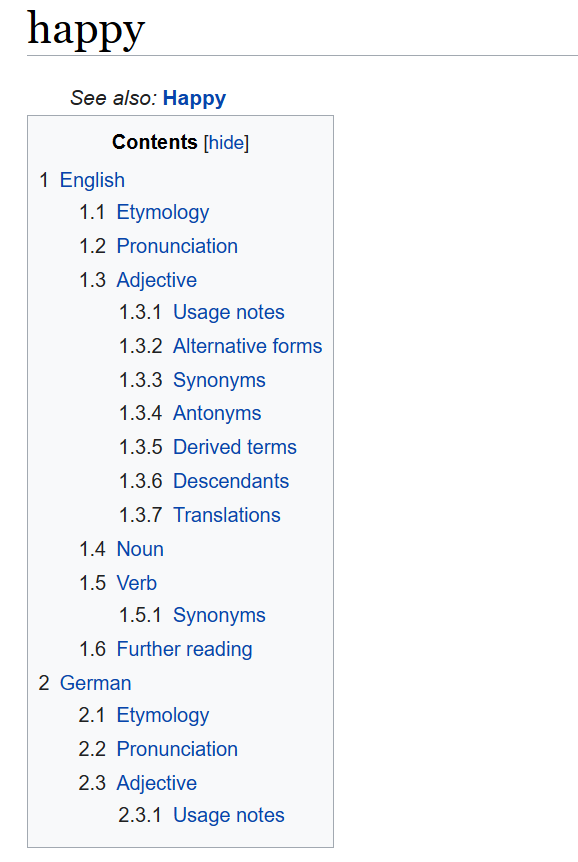 happy
See also: Happy
Contents [hide]
1 English
1.1 Etymology
1.2 Pronunciation
1.3 Adjective
1.3.1 Usage notes
1.3.2 Alternative forms
1.3.3 Synonyms
1.3.4 Antonyms
1.3.5 Derived terms
1.3.6 Descendants
1.3.7 Translations
1.4 Noun
1.5 Verb
1.5.1 Synonyms
1.6 Further reading
2 German
2.1 Etymology
2.2 Pronunciation
2.3 Adjective
2.3.1 Usage notes